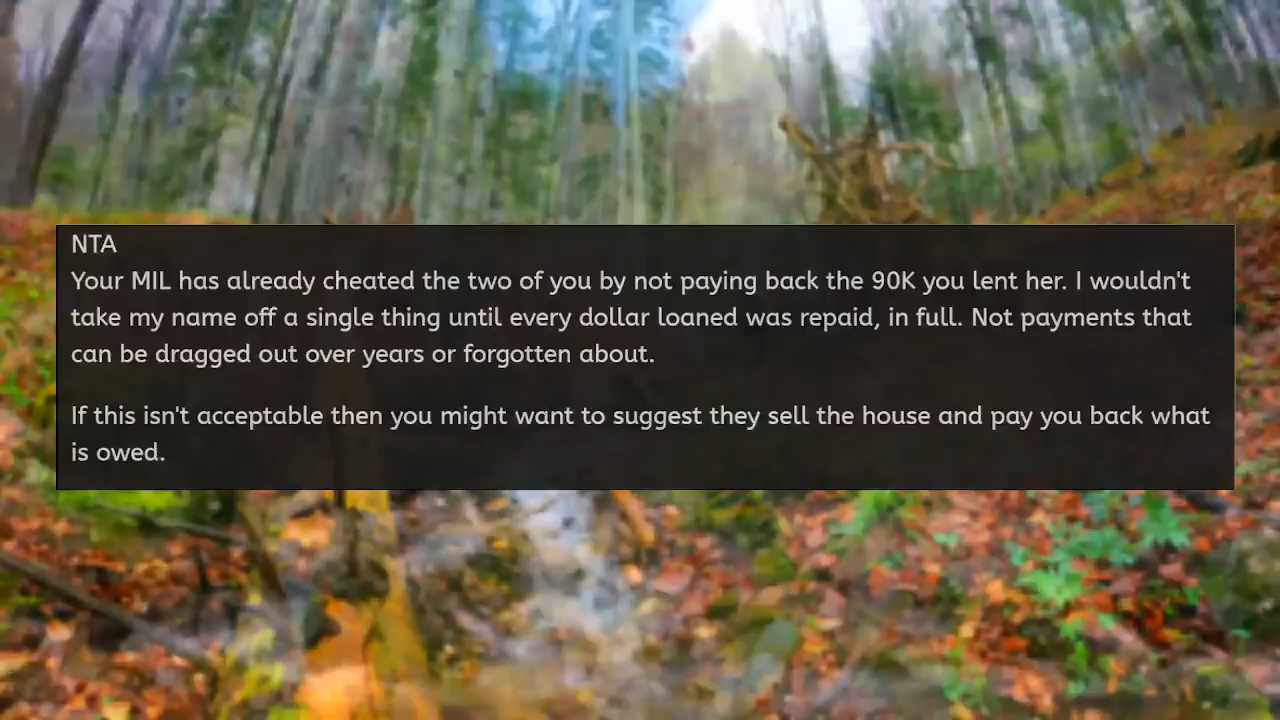 NTA
Your MIL has already cheated the two of you by not paying back the 90K you lent her. I wouldn't
take my name off a single thing until every dollar loaned was repaid, in full. Not payments that
can be dragged out over years or forgotten about.
If this isn't acceptable then you might want to suggest they sell the house and pay you back what
is owed.